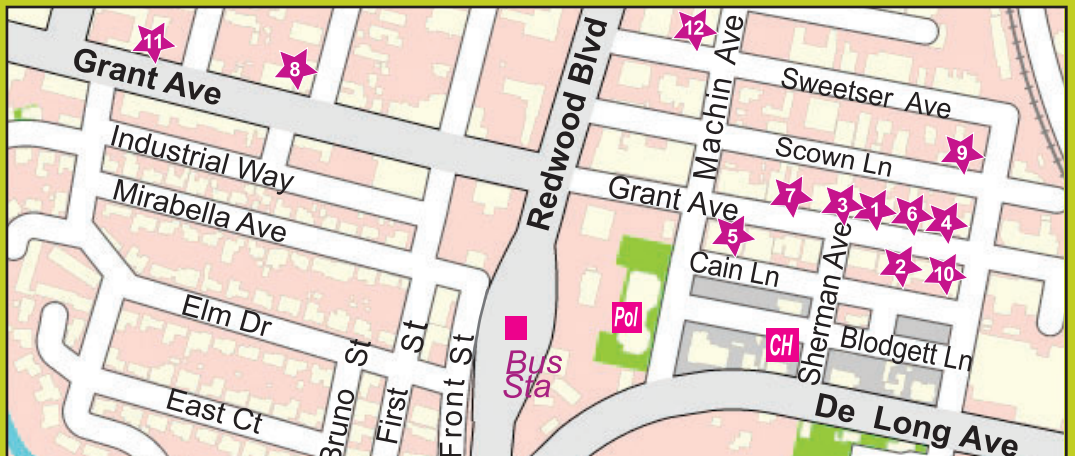 12
11
8
Grant Ave
Redwood Blvd
Machin Ave
Sweetser Ave
Scown Ln
9
Industrial Way
Mirabella Ave
Grant Ave
7
3
1
6
4
5
2
10
Cain Ln
Sherman Ave
Elm Dr
Pol
CH
Blodgett Ln
Bus
Sta
Bruno St
First St
Front St
East Ct
De Long Ave